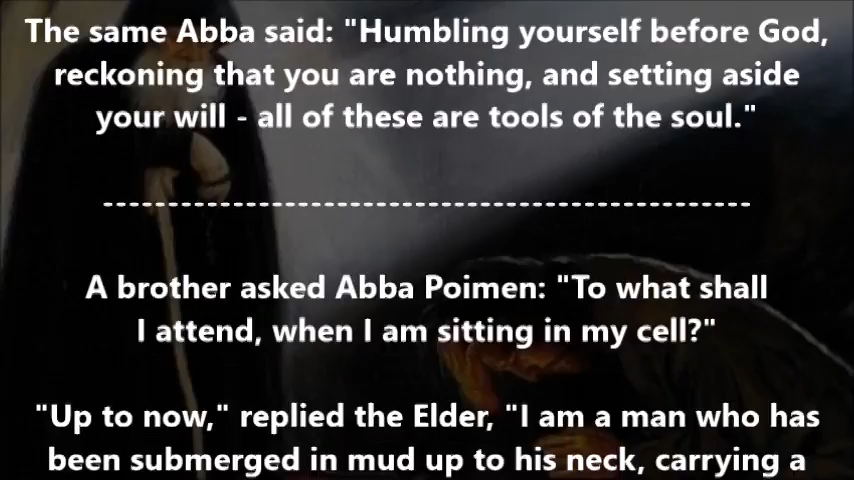 The same Abba said: "Humbling yourself before God,
reckoning that you are nothing, and setting aside
your will - all of these are tools of the soul."
--------------------------------------------------
A brother asked Abba Poimen: "To what shall
I attend, when I am sitting in my cell?"
"Up to now," replied the Elder, "I am a man who has
been submerged in mud up to his neck, carrying a